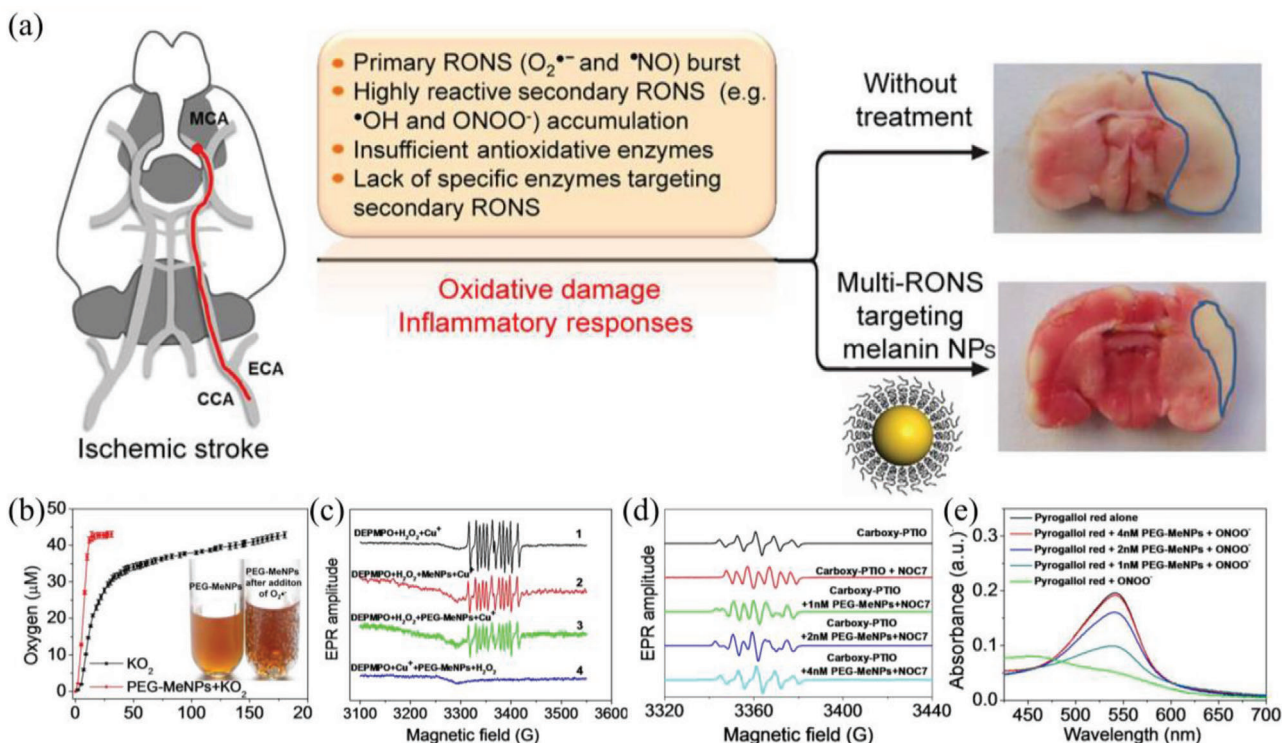 (a)
MCA
ECA
CCA
Ischemic stroke
• Primary RONS (O₂•⁻ and •NO) burst
• Highly reactive secondary RONS (e.g.
•OH and ONOO⁻) accumulation
• Insufficient antioxidative enzymes
• Lack of specific enzymes targeting
secondary RONS
Oxidative damage
Inflammatory responses
Without
treatment
Multi-RONS
targeting
melanin NPs
(b)
Oxygen (μM)
50
40
30
20
10
0
0
50
100
150
PEG-MeNPs
PEG-MeNPs
after additon
of O₂•⁻
KO₂
PEG-MeNPs+KO₂
(c)
EPR amplitude
DEPMPO+H₂O₂+Cu⁺
1
DEPMPO+H₂O₂+MeNPs+Cu⁺
2
DEPMPO+H₂O₂+PEG-MeNPs+Cu⁺
3
DEPMPO+Cu⁺+PEG-MeNPs+H₂O₂
4
3100
3200
3300
3400
3500
3600
Magnetic field (G)
(d)
EPR amplitude
Carboxy-PTIO
Carboxy-PTIO + NOC7
Carboxy-PTIO
+1nM PEG-MeNPs+NOC7
Carboxy-PTIO
+2nM PEG-MeNPs+NOC7
Carboxy-PTIO
+4nM PEG-MeNPs+NOC7
3320
3360
3400
3440
Magnetic field (G)
(e)
Absorbance (a.u.)
0.3
0.2
0.1
0.0
Pyrogallol red alone
Pyrogallol red + 4nM PEG-MeNPs + ONOO⁻
Pyrogallol red + 2nM PEG-MeNPs + ONOO⁻
Pyrogallol red + 1nM PEG-MeNPs + ONOO⁻
Pyrogallol red + ONOO⁻
450
500
550
600
650
700
Wavelength (nm)